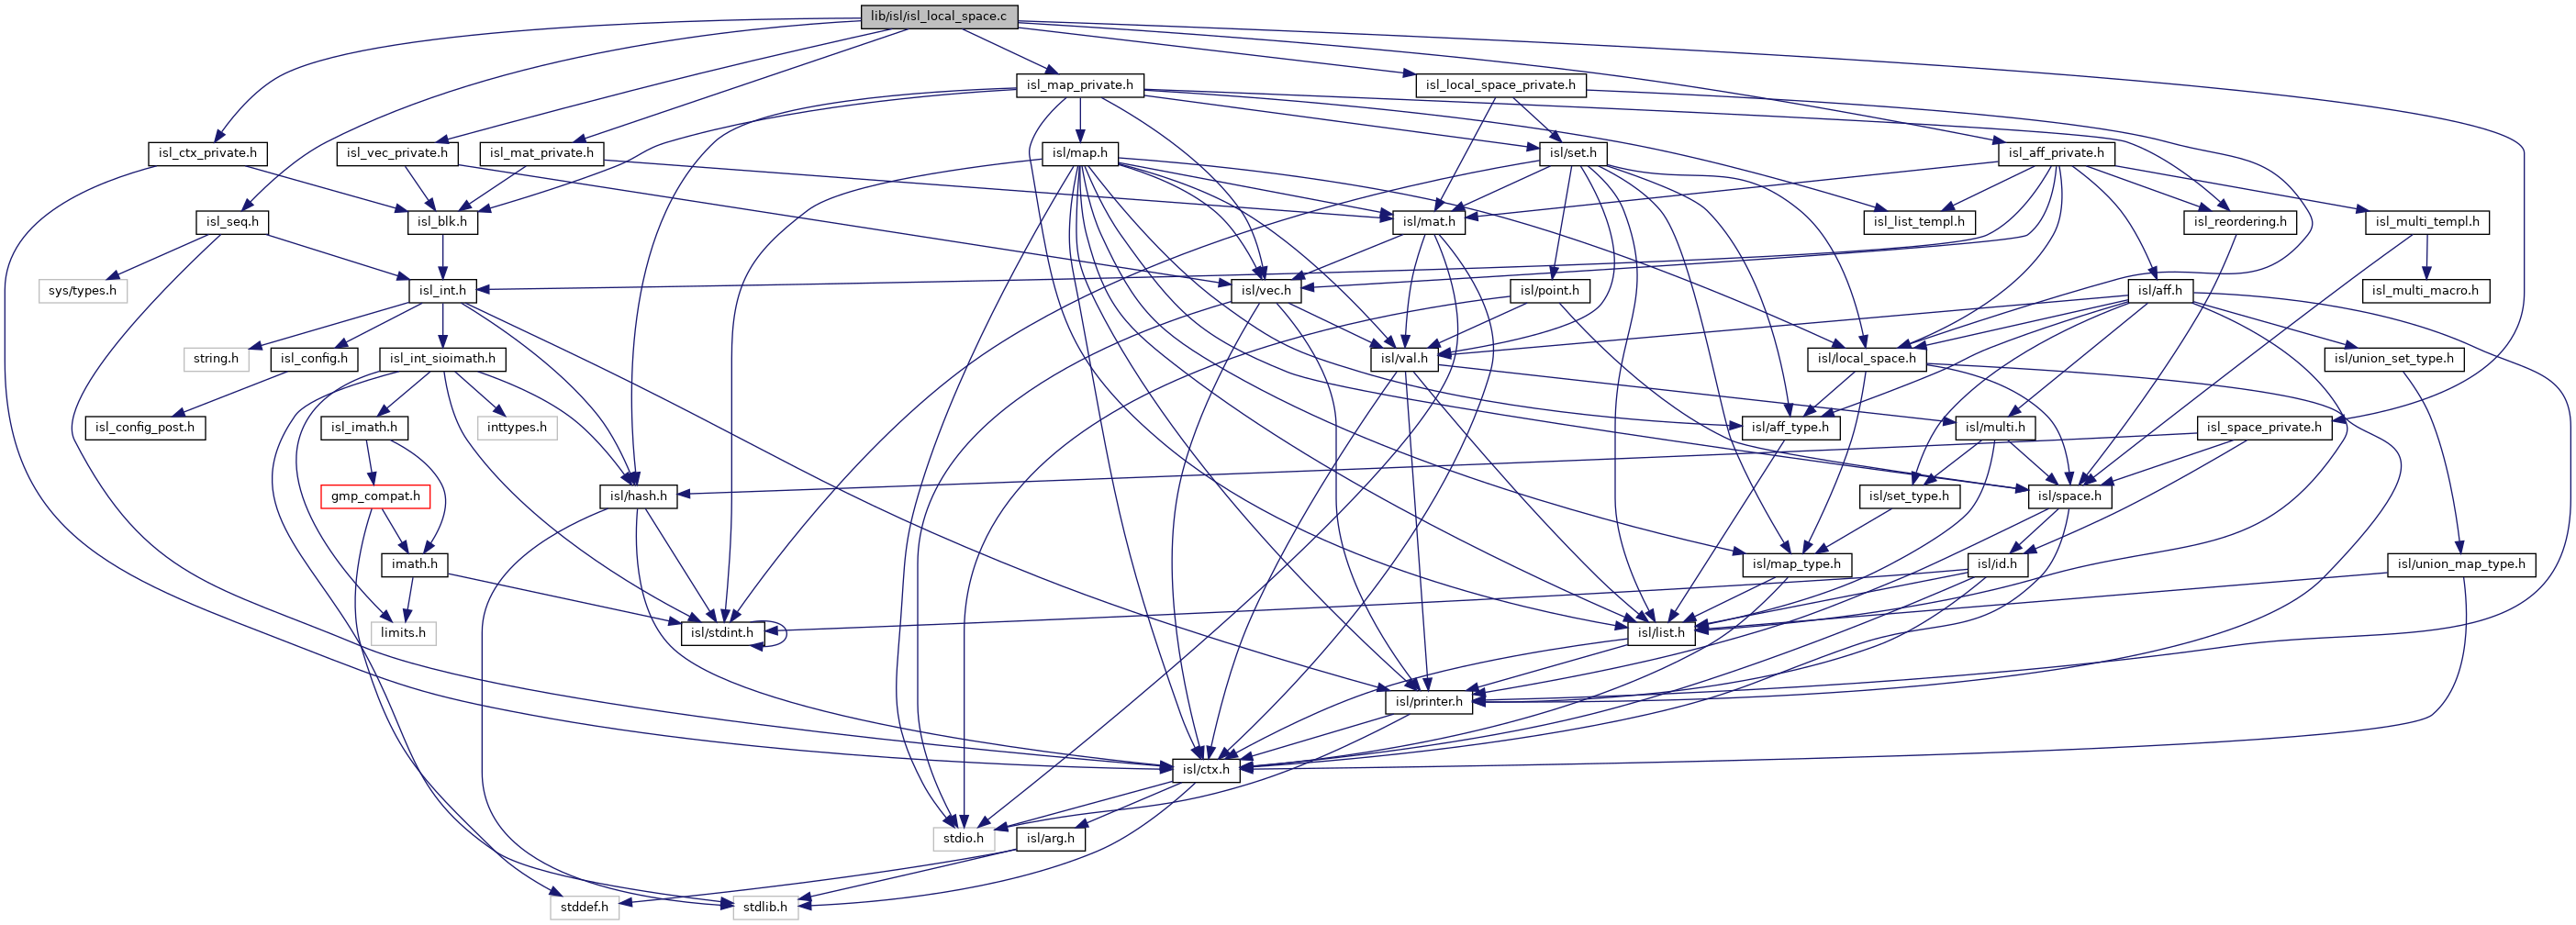 lib/isl/isl_local_space.c
isl_map_private.h
isl_local_space_private.h
isl_ctx_private.h
isl_vec_private.h
isl_mat_private.h
isl/map.h
isl/set.h
isl_aff_private.h
isl_seq.h
isl_blk.h
isl/mat.h
isl_list_templ.h
isl_reordering.h
isl_multi_templ.h
sys/types.h
isl_int.h
isl/vec.h
isl/point.h
isl/aff.h
isl_multi_macro.h
string.h
isl_config.h
isl_int_sioimath.h
isl/val.h
isl/local_space.h
isl/union_set_type.h
isl_config_post.h
isl_imath.h
inttypes.h
isl/aff_type.h
isl/multi.h
isl_space_private.h
gmp_compat.h
isl/hash.h
isl/set_type.h
isl/space.h
imath.h
isl/map_type.h
isl/id.h
isl/union_map_type.h
limits.h
isl/stdint.h
isl/list.h
isl/printer.h
isl/ctx.h
stdio.h
isl/arg.h
stddef.h
stdlib.h